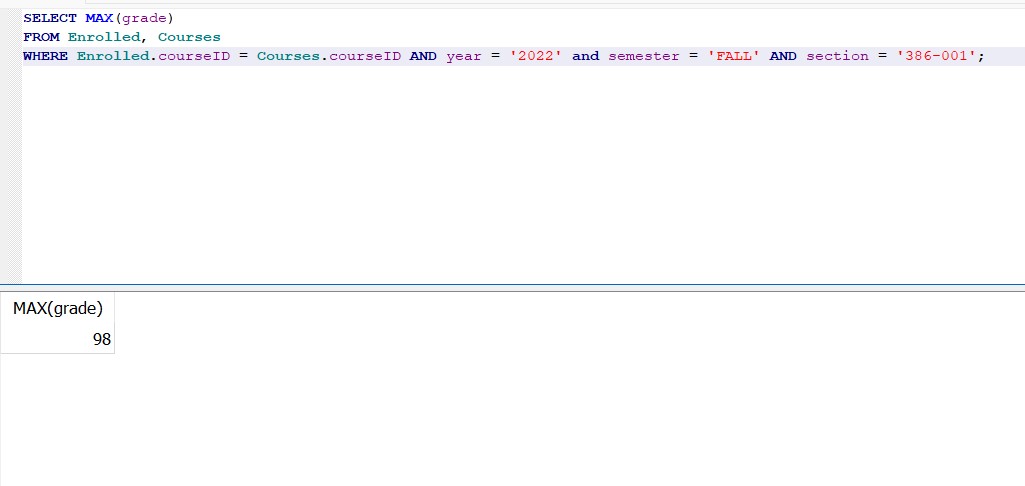 SELECT MAX(grade)
FROM Enrolled, Courses
WHERE Enrolled.courseID = Courses.courseID AND year = '2022' and semester = 'FALL' AND section = '386-001';
MAX(grade)
98